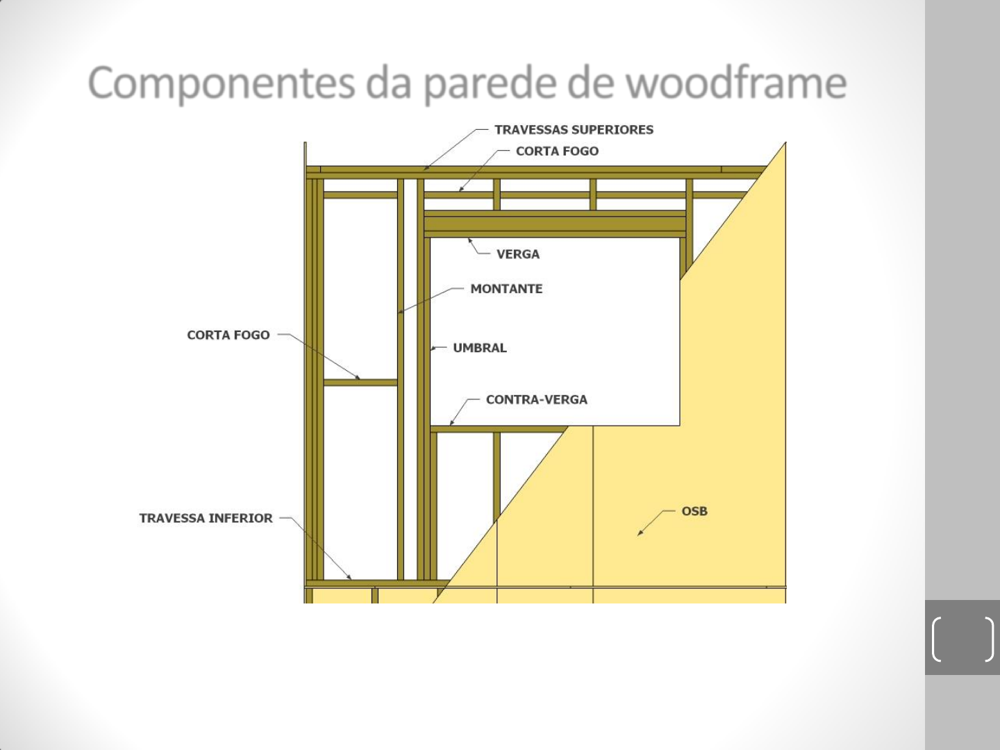 Componentes da parede de woodframe
TRAVESSAS SUPERIORES
CORTA FOGO
VERGA
MONTANTE
CORTA FOGO
UMBRAL
CONTRA-VERGA
OSB
TRAVESSA INFERIOR